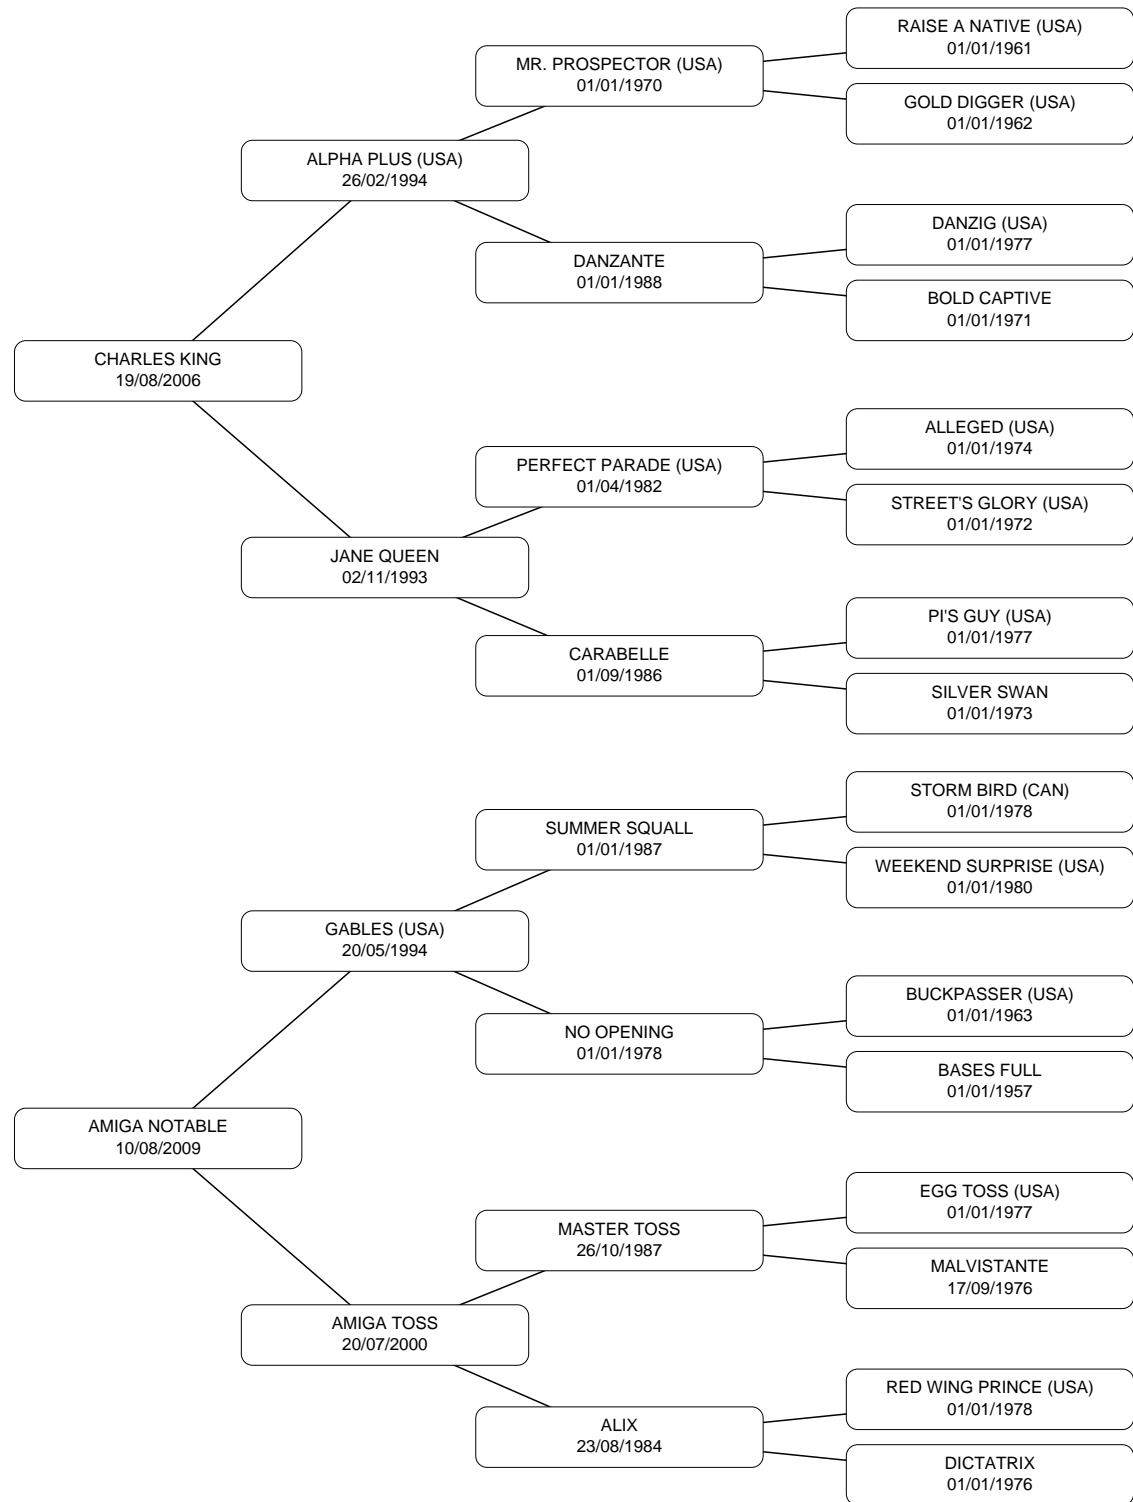 RAISE A NATIVE (USA)
01/01/1961
MR. PROSPECTOR (USA)
01/01/1970
GOLD DIGGER (USA)
01/01/1962
ALPHA PLUS (USA)
26/02/1994
DANZIG (USA)
01/01/1977
DANZANTE
01/01/1988
BOLD CAPTIVE
01/01/1971
CHARLES KING
19/08/2006
ALLEGED (USA)
01/01/1974
PERFECT PARADE (USA)
01/04/1982
STREET'S GLORY (USA)
01/01/1972
JANE QUEEN
02/11/1993
PI'S GUY (USA)
01/01/1977
CARABELLE
01/09/1986
SILVER SWAN
01/01/1973
STORM BIRD (CAN)
01/01/1978
SUMMER SQUALL
01/01/1987
WEEKEND SURPRISE (USA)
01/01/1980
GABLES (USA)
20/05/1994
BUCKPASSER (USA)
01/01/1963
NO OPENING
01/01/1978
BASES FULL
01/01/1957
AMIGA NOTABLE
10/08/2009
EGG TOSS (USA)
01/01/1977
MASTER TOSS
26/10/1987
MALVISTANTE
17/09/1976
AMIGA TOSS
20/07/2000
RED WING PRINCE (USA)
01/01/1978
ALIX
23/08/1984
DICTATRIX
01/01/1976